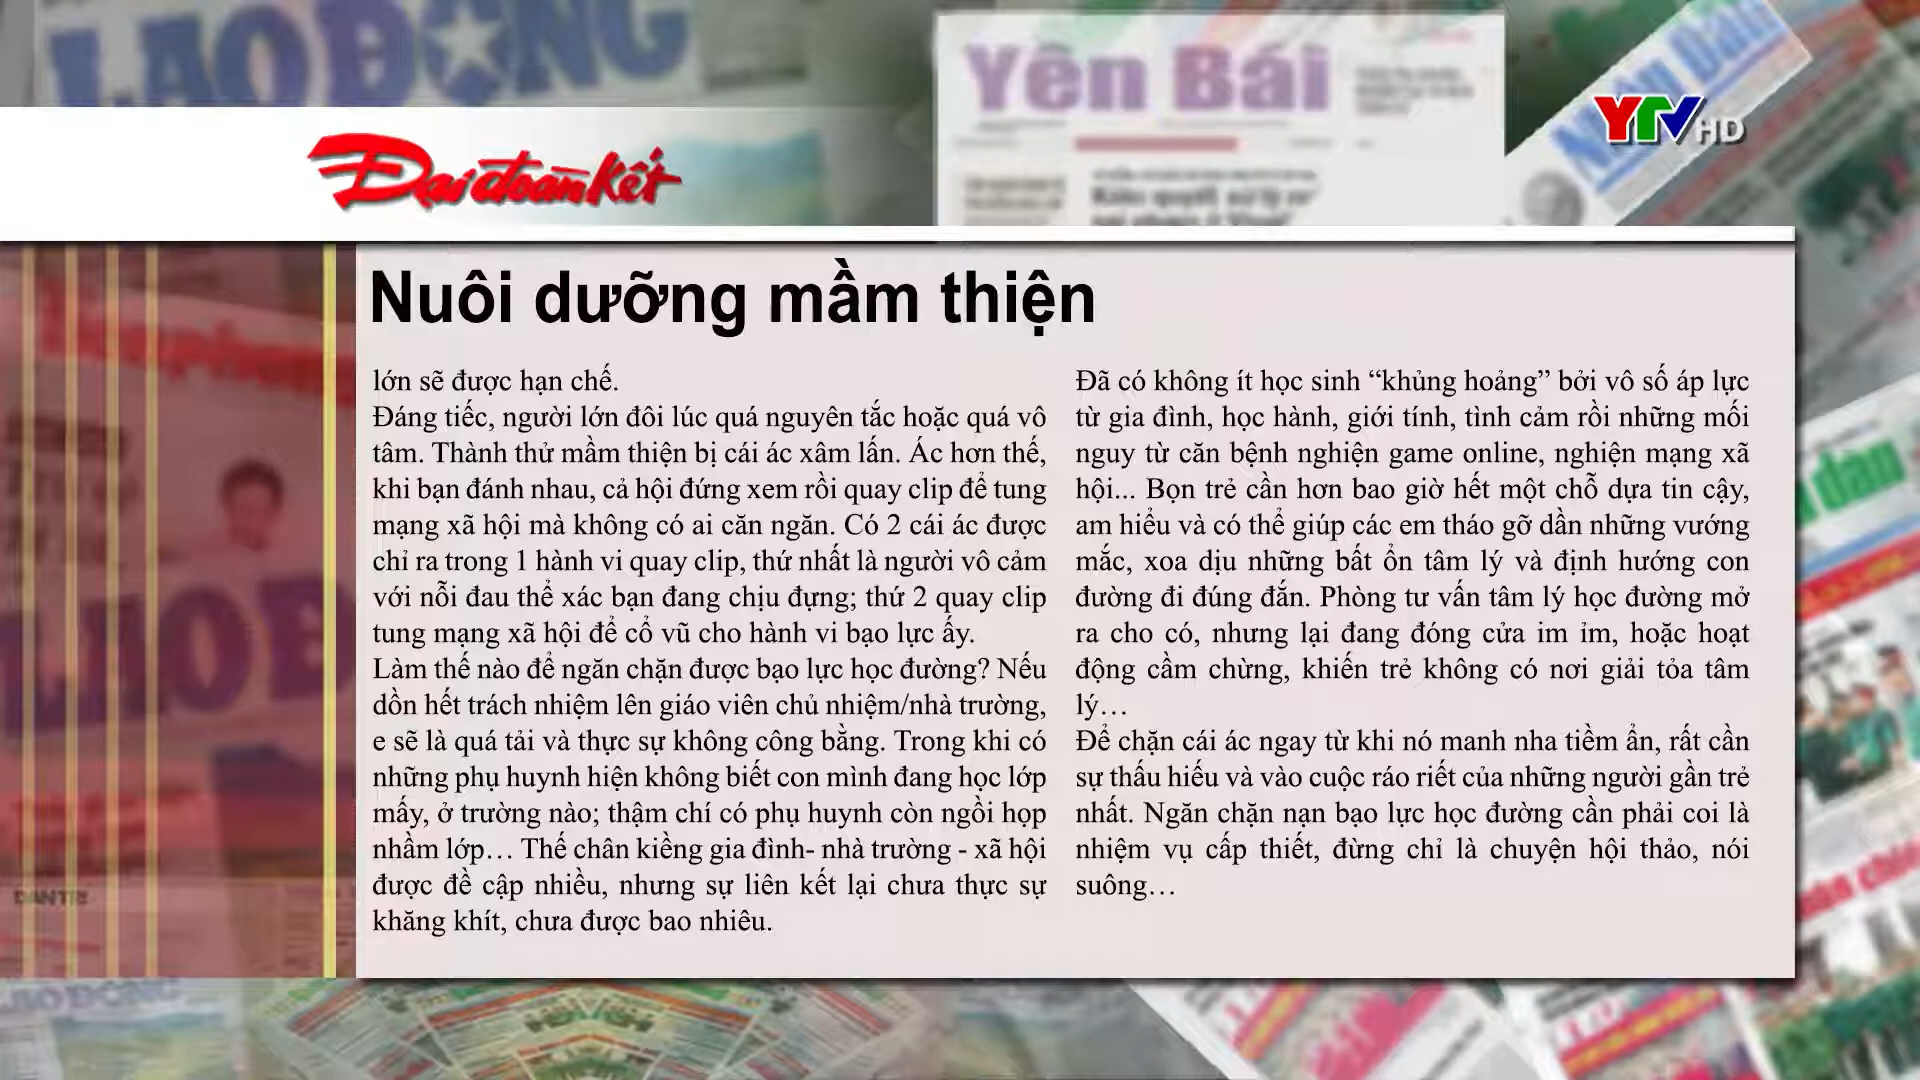 LAO ĐỘNG
Yên Bái
Nhân Dân
YTV HD
Đại đoàn kết
Nuôi dưỡng mầm thiện
lớn sẽ được hạn chế.
Đáng tiếc, người lớn đôi lúc quá nguyên tắc hoặc quá vô
tâm. Thành thử mầm thiện bị cái ác xâm lấn. Ác hơn thế,
khi bạn đánh nhau, cả hội đứng xem rồi quay clip để tung
mạng xã hội mà không có ai căn ngăn. Có 2 cái ác được
chỉ ra trong 1 hành vi quay clip, thứ nhất là người vô cảm
với nỗi đau thể xác bạn đang chịu đựng; thứ 2 quay clip
tung mạng xã hội để cổ vũ cho hành vi bạo lực ấy.
Làm thế nào để ngăn chặn được bạo lực học đường? Nếu
dồn hết trách nhiệm lên giáo viên chủ nhiệm/nhà trường,
e sẽ là quá tải và thực sự không công bằng. Trong khi có
những phụ huynh hiện không biết con mình đang học lớp
mấy, ở trường nào; thậm chí có phụ huynh còn ngồi họp
nhầm lớp… Thế chân kiềng gia đình- nhà trường - xã hội
được đề cập nhiều, nhưng sự liên kết lại chưa thực sự
khăng khít, chưa được bao nhiêu.
Đã có không ít học sinh “khủng hoảng” bởi vô số áp lực
từ gia đình, học hành, giới tính, tình cảm rồi những mối
nguy từ căn bệnh nghiện game online, nghiện mạng xã
hội... Bọn trẻ cần hơn bao giờ hết một chỗ dựa tin cậy,
am hiểu và có thể giúp các em tháo gỡ dần những vướng
mắc, xoa dịu những bất ổn tâm lý và định hướng con
đường đi đúng đắn. Phòng tư vấn tâm lý học đường mở
ra cho có, nhưng lại đang đóng cửa im ỉm, hoặc hoạt
động cầm chừng, khiến trẻ không có nơi giải tỏa tâm
lý…
Để chặn cái ác ngay từ khi nó manh nha tiềm ẩn, rất cần
sự thấu hiếu và vào cuộc ráo riết của những người gần trẻ
nhất. Ngăn chặn nạn bạo lực học đường cần phải coi là
nhiệm vụ cấp thiết, đừng chỉ là chuyện hội thảo, nói
suông…
LAO ĐỘNG
DANTRI
LAO ĐỘNG